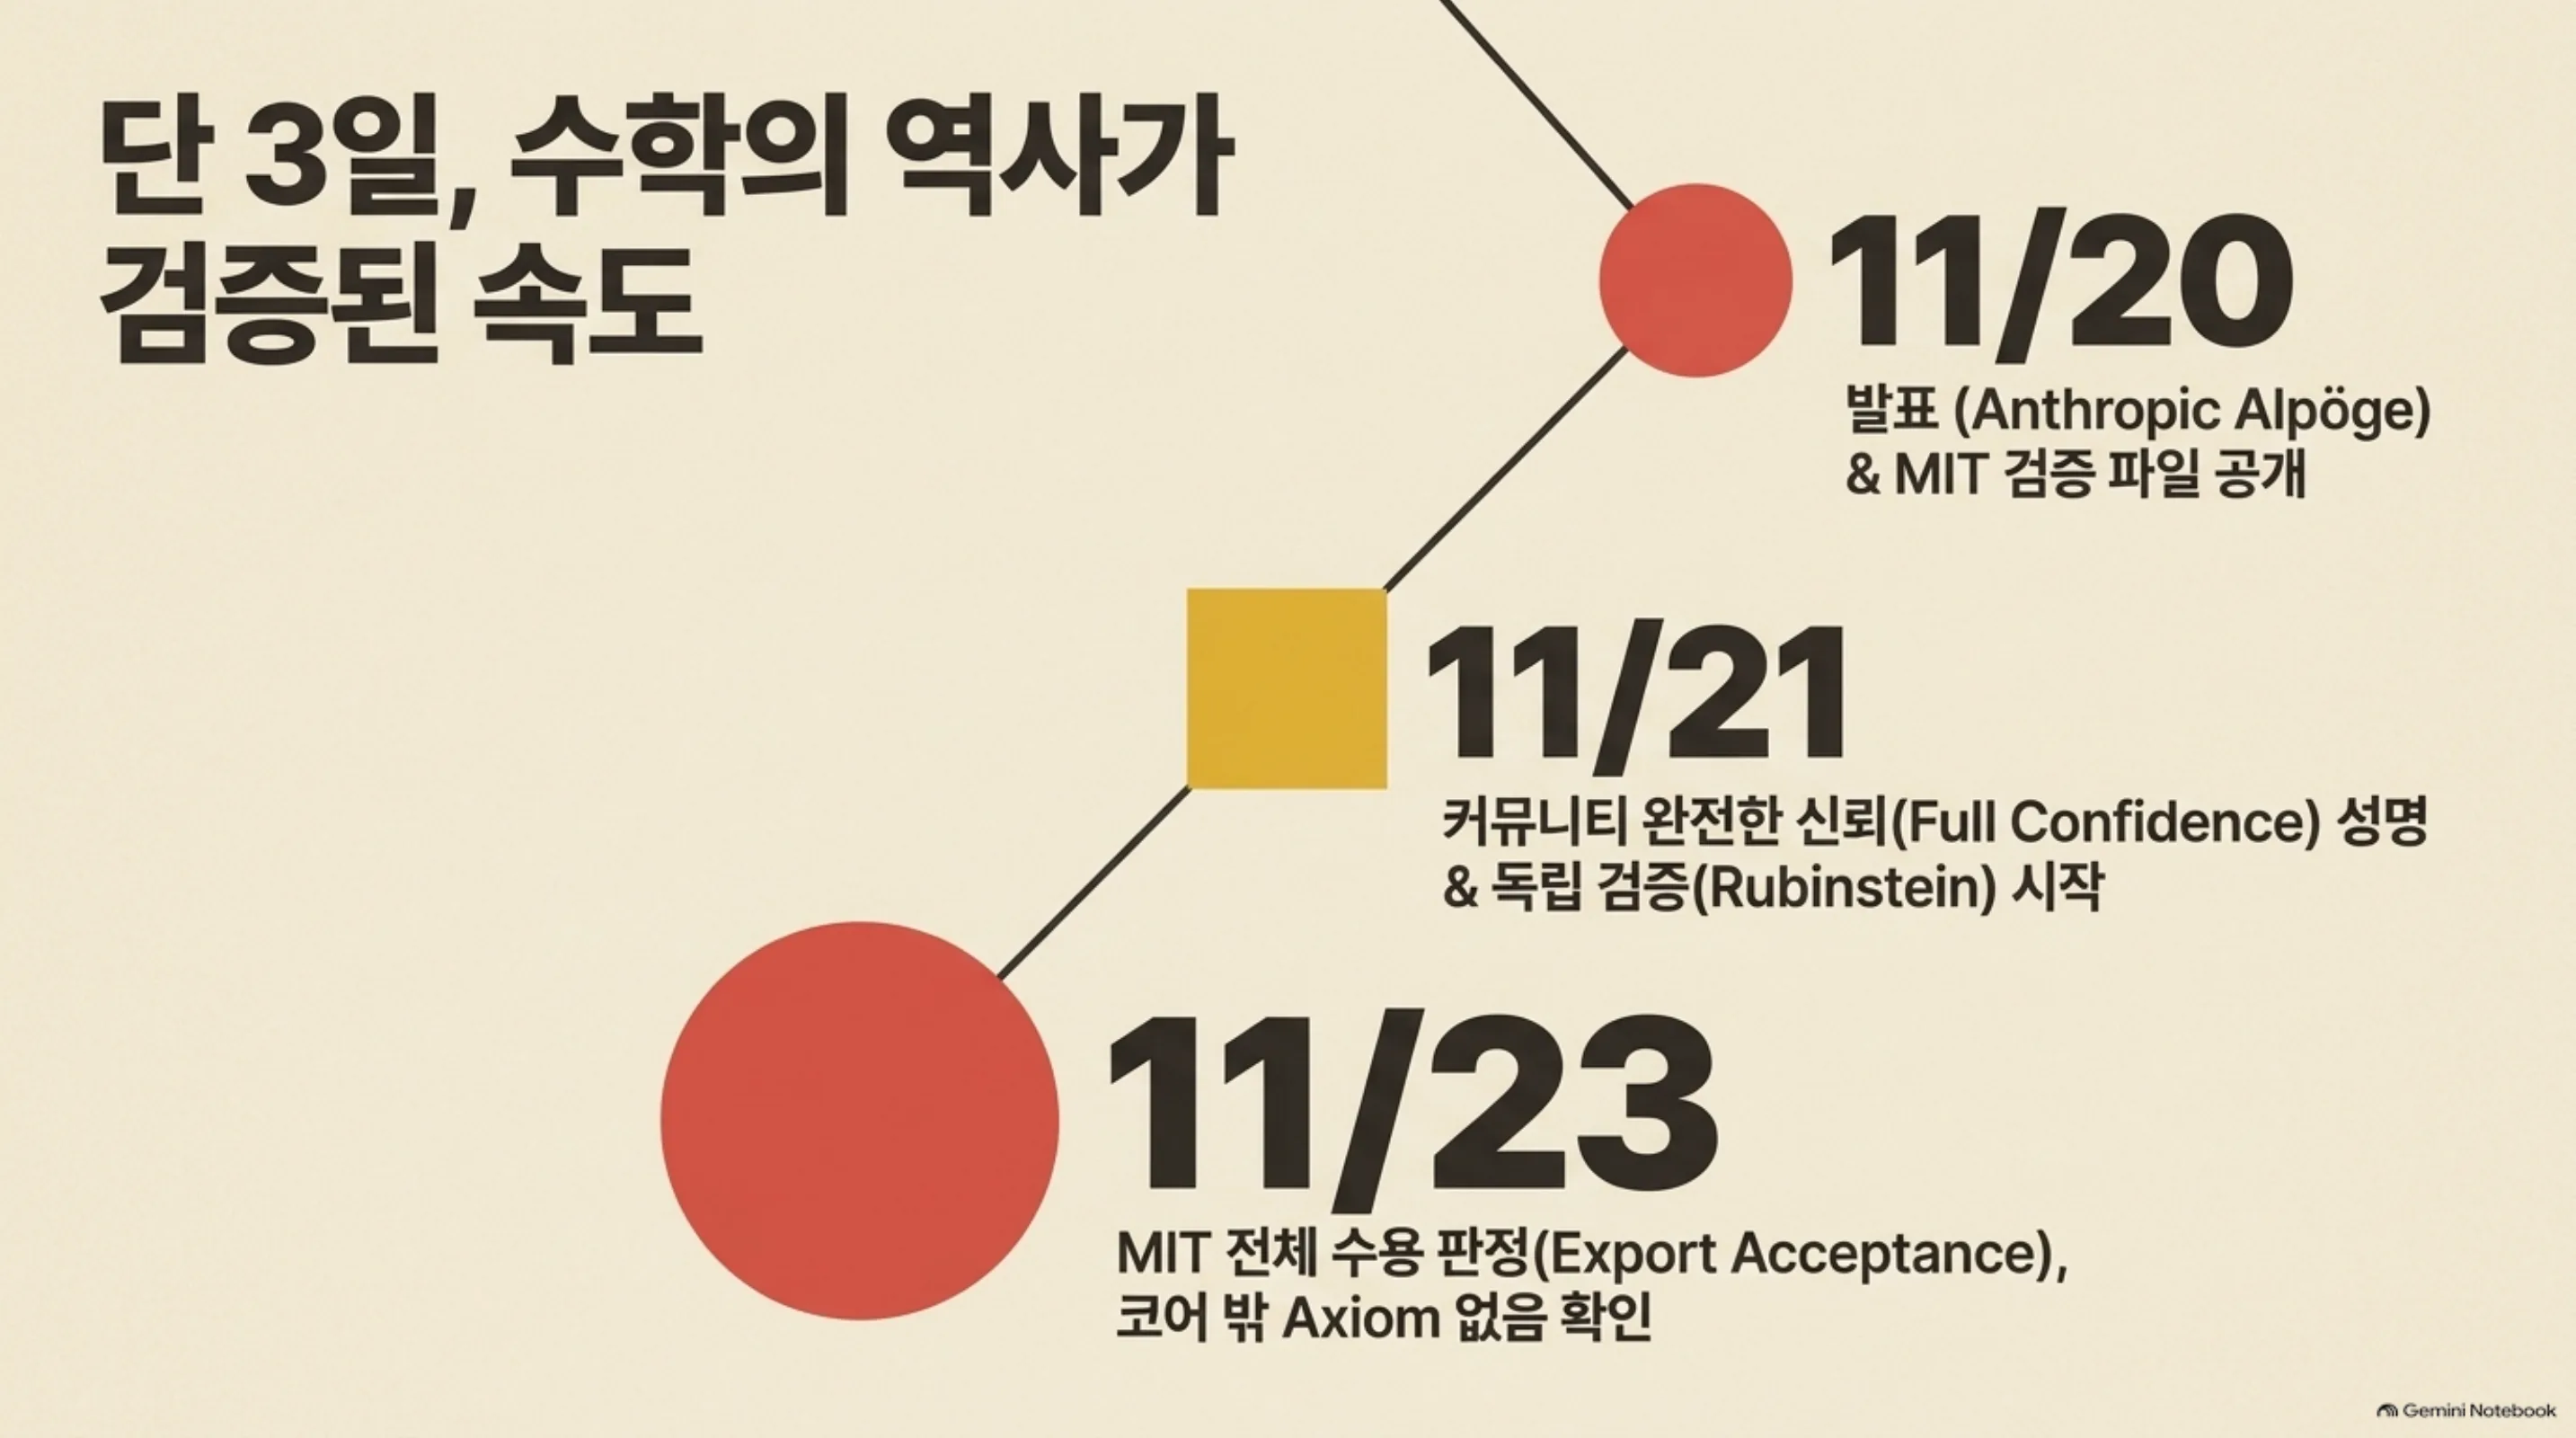 단 3일, 수학의 역사가
검증된 속도
11/20
발표 (Anthropic Alpöge)
& MIT 검증 파일 공개
11/21
커뮤니티 완전한 신뢰(Full Confidence) 성명
& 독립 검증(Rubinstein) 시작
11/23
MIT 전체 수용 판정(Export Acceptance),
코어 밖 Axiom 없음 확인
Gemini Notebook